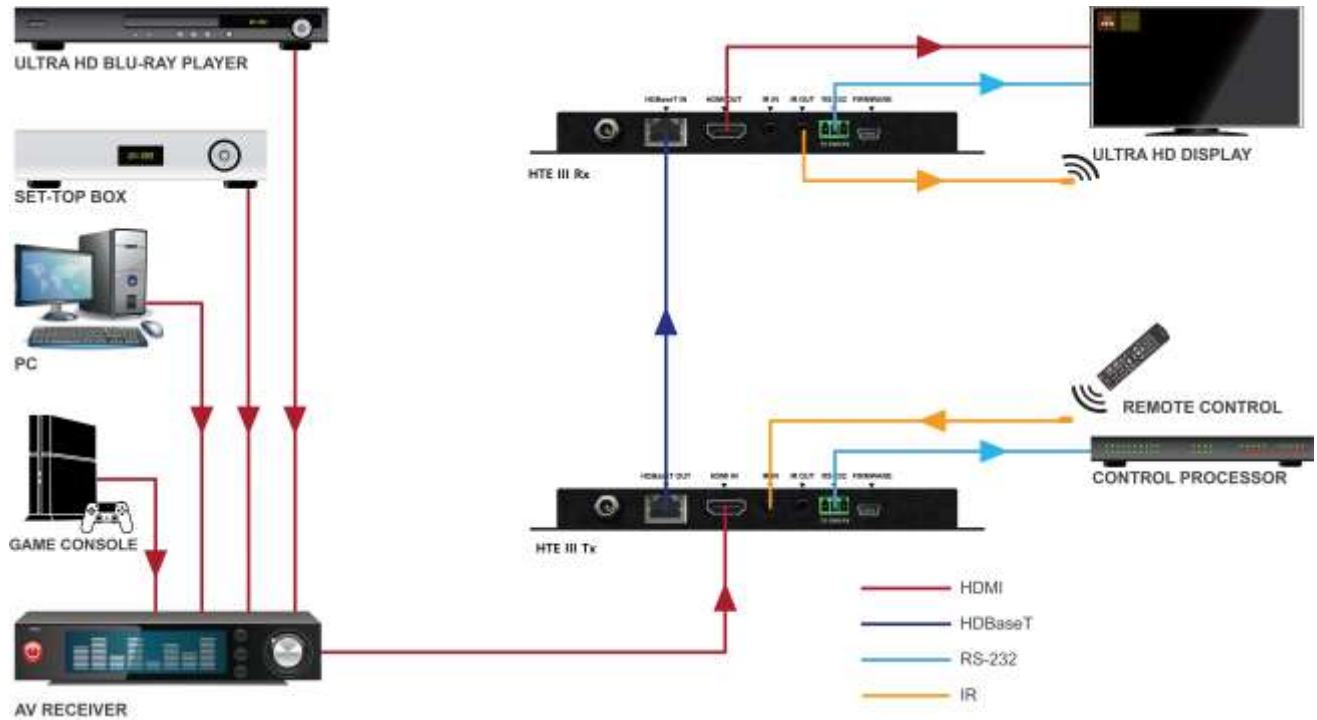 ULTRA HD BLU-RAY PLAYER
SET-TOP BOX
PC
GAME CONSOLE
AV RECEIVER
HDBaseT IN HDMI OUT IR IN IR OUT RS-232 FIRMWARE
HTE III Rx
ULTRA HD DISPLAY
REMOTE CONTROL
CONTROL PROCESSOR
HDBaseT OUT HDMI IN IR IN IR OUT RS-232 FIRMWARE
HTE III Tx
HDMI
HDBaseT
RS-232
IR